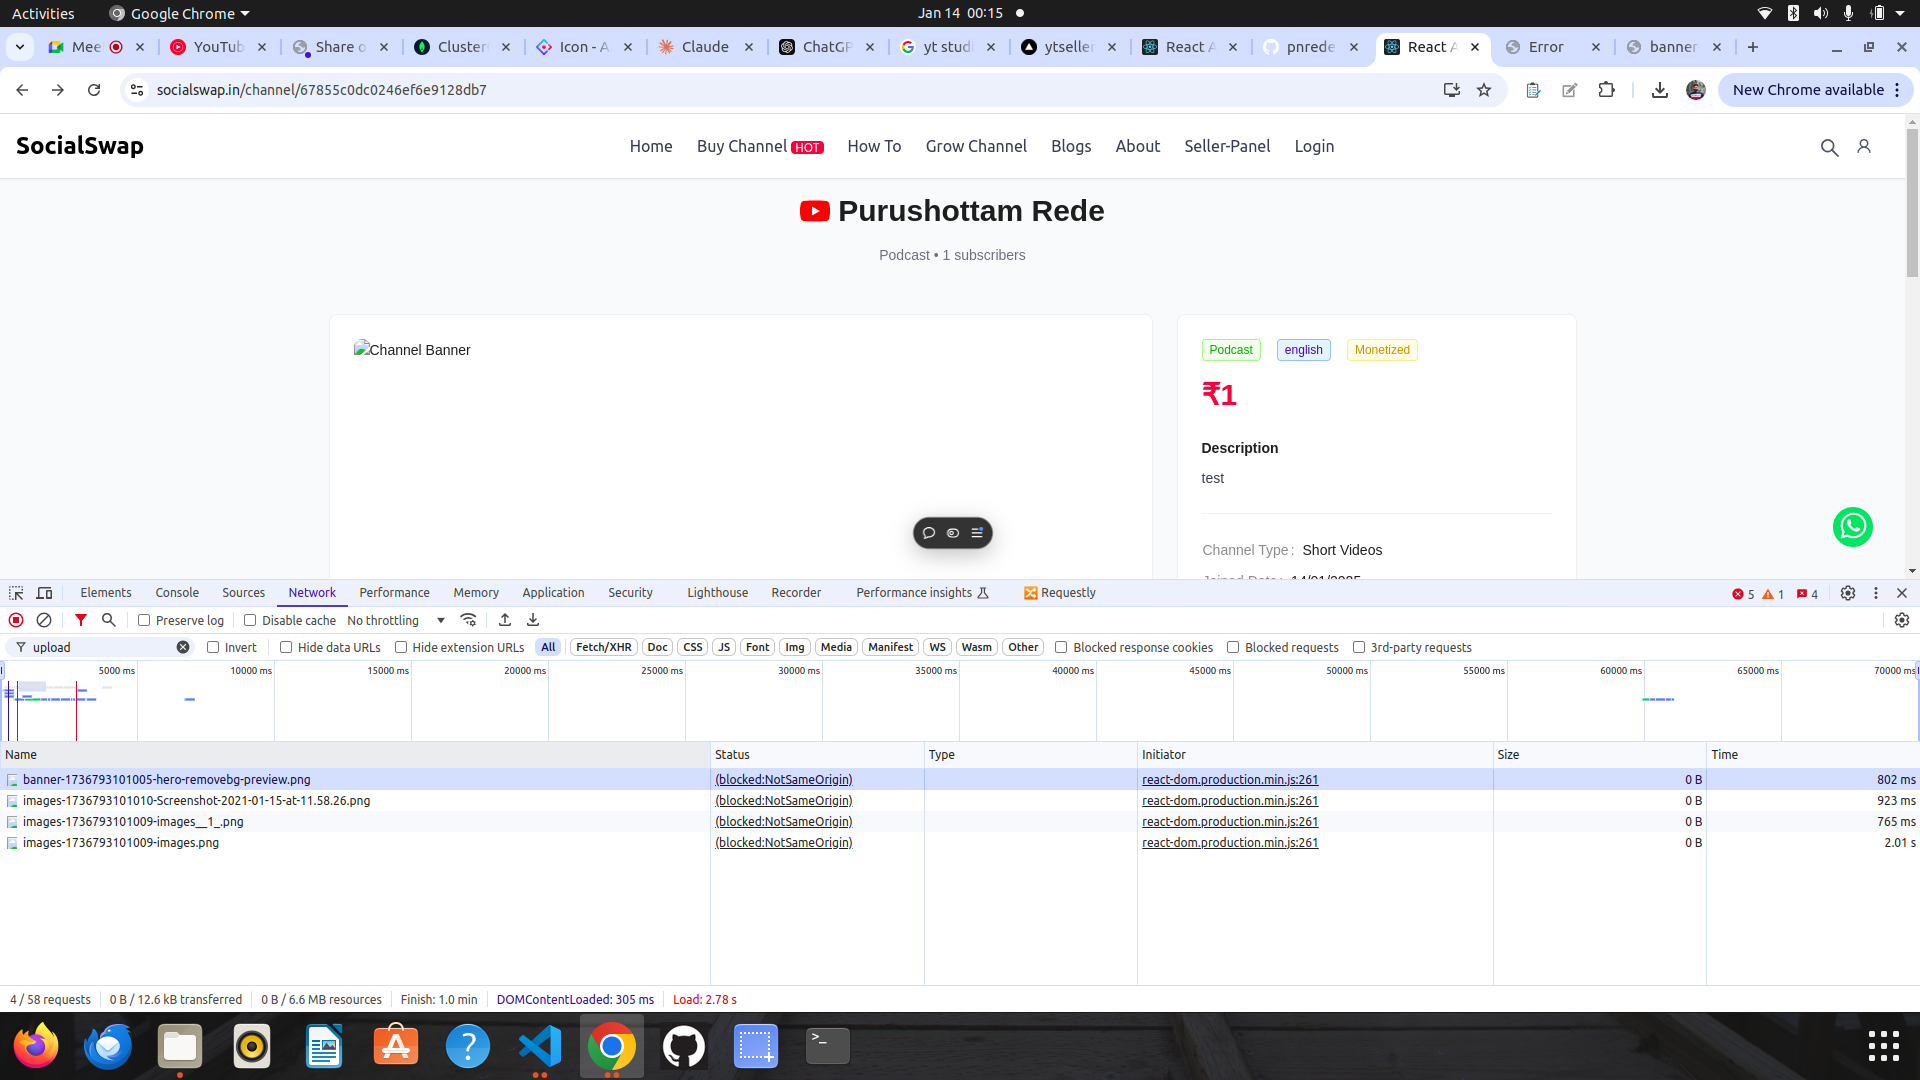 Activities Google Chrome Jan 14 00:15
Mee YouTub Share o Cluster Icon - A Claude ChatGP yt studi ytseller React A pnrede React A Error banner
socialswap.in/channel/67855c0dc0246ef6e9128db7 New Chrome available
SocialSwap Home Buy Channel HOT How To Grow Channel Blogs About Seller-Panel Login
Purushottam Rede
Podcast • 1 subscribers
Channel Banner
Podcast english Monetized
₹1
Description
test
Channel Type : Short Videos
Joined Date : 14/01/2025
Elements Console Sources Network Performance Memory Application Security Lighthouse Recorder Performance insights Requestly 5 1 4
Preserve log Disable cache No throttling
upload Invert Hide data URLs Hide extension URLs All Fetch/XHR Doc CSS JS Font Img Media Manifest WS Wasm Other Blocked response cookies Blocked requests 3rd-party requests
5000 ms 10000 ms 15000 ms 20000 ms 25000 ms 30000 ms 35000 ms 40000 ms 45000 ms 50000 ms 55000 ms 60000 ms 65000 ms 70000 ms
Name Status Type Initiator Size Time
banner-1736793101005-hero-removebg-preview.png (blocked:NotSameOrigin) react-dom.production.min.js:261 0 B 802 ms
images-1736793101010-Screenshot-2021-01-15-at-11.58.26.png (blocked:NotSameOrigin) react-dom.production.min.js:261 0 B 923 ms
images-1736793101009-images__1_.png (blocked:NotSameOrigin) react-dom.production.min.js:261 0 B 765 ms
images-1736793101009-images.png (blocked:NotSameOrigin) react-dom.production.min.js:261 0 B 2.01 s
4 / 58 requests 0 B / 12.6 kB transferred 0 B / 6.6 MB resources Finish: 1.0 min DOMContentLoaded: 305 ms Load: 2.78 s